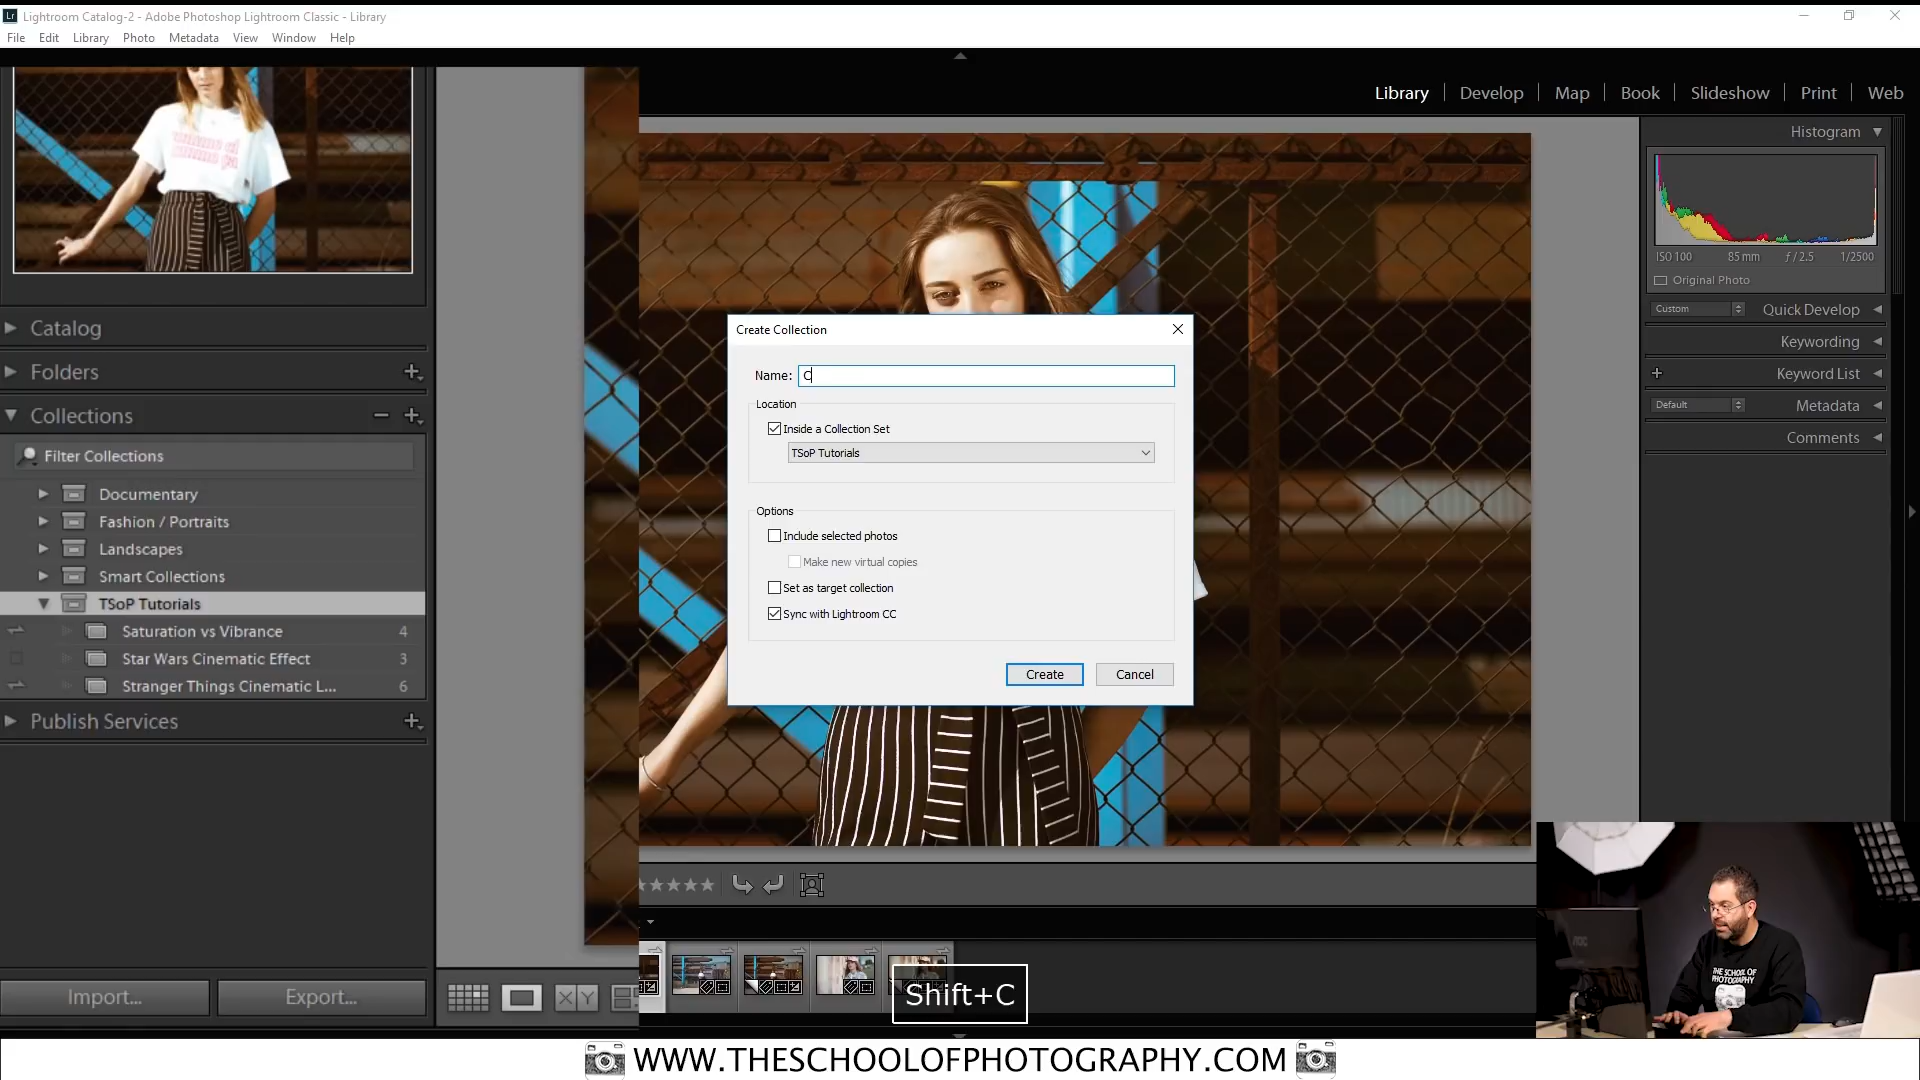 Lr Lightroom Catalog-2 - Adobe Photoshop Lightroom Classic - Library
File Edit Library Photo Metadata View Window Help
Library Develop Map Book Slideshow Print Web
Histogram
ISO 100 85 mm ƒ / 2.5 1/2500
Original Photo
Custom Quick Develop
Keywording
Keyword List
Default Metadata
Comments
Catalog
Folders
Collections
Filter Collections
Documentary
Fashion / Portraits
Landscapes
Smart Collections
TSoP Tutorials
Saturation vs Vibrance 4
Star Wars Cinematic Effect 3
Stranger Things Cinematic L... 6
Publish Services
Import... Export...
Create Collection
Name: C
Location
Inside a Collection Set
TSoP Tutorials
Options
Include selected photos
Make new virtual copies
Set as target collection
Sync with Lightroom CC
Create Cancel
X Y
Shift+C
THE SCHOOL OF
PHOTOGRAPHY
WWW.THESCHOOLOFPHOTOGRAPHY.COM